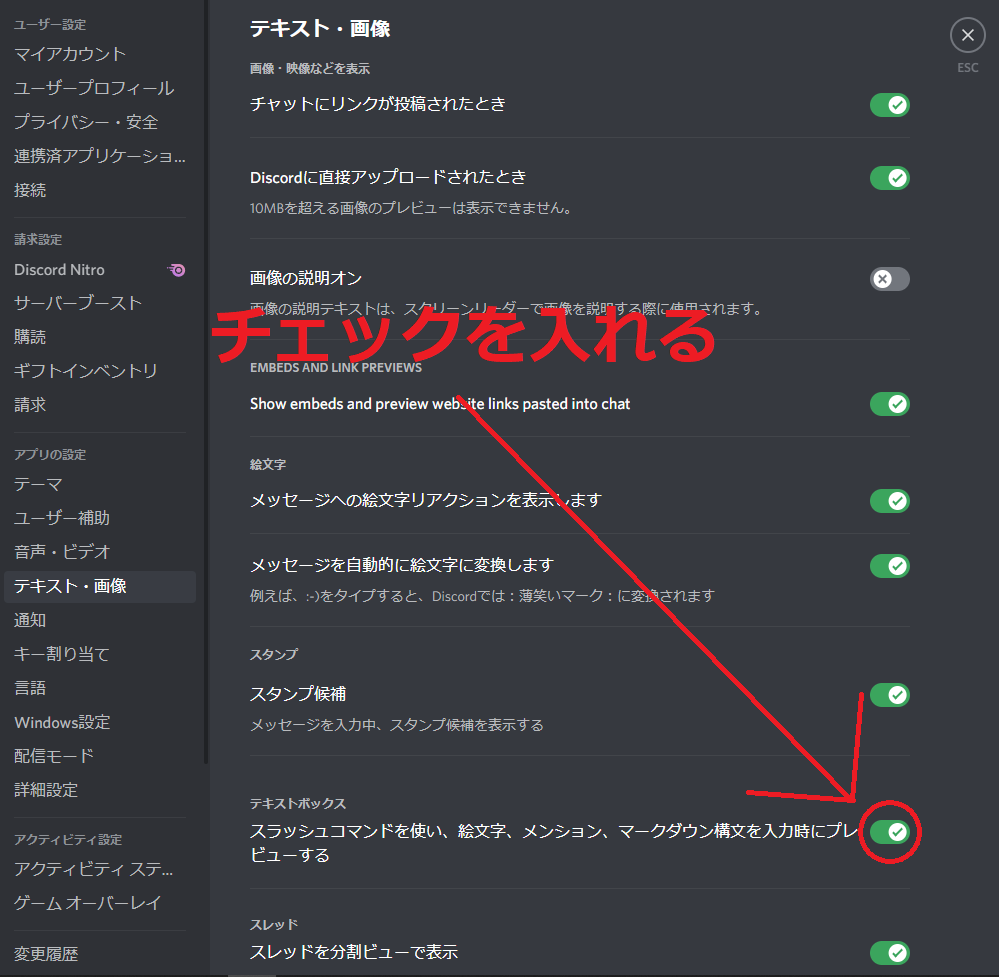 ユーザー設定
マイアカウント
ユーザープロフィール
プライバシー・安全
連携済アプリケーショ...
接続
請求設定
Discord Nitro
サーバーブースト
購読
ギフトインベントリ
請求
アプリの設定
テーマ
ユーザー補助
音声・ビデオ
テキスト・画像
通知
キー割り当て
言語
Windows設定
配信モード
詳細設定
アクティビティ設定
アクティビティ ステ...
ゲーム オーバーレイ
変更履歴
テキスト・画像
ESC
画像・映像などを表示
チャットにリンクが投稿されたとき
Discordに直接アップロードされたとき
10MBを超える画像のプレビューは表示できません。
画像の説明オン
画像の説明テキストは、スクリーンリーダーで画像を説明する際に使用されます。
チェックを入れる
EMBEDS AND LINK PREVIEWS
Show embeds and preview website links pasted into chat
絵文字
メッセージへの絵文字リアクションを表示します
メッセージを自動的に絵文字に変換します
例えば、:-)をタイプすると、Discordでは：薄笑いマーク：に変換されます
スタンプ
スタンプ候補
メッセージを入力中、スタンプ候補を表示する
テキストボックス
スラッシュコマンドを使い、絵文字、メンション、マークダウン構文を入力時にプレ
ビューする
スレッド
スレッドを分割ビューで表示